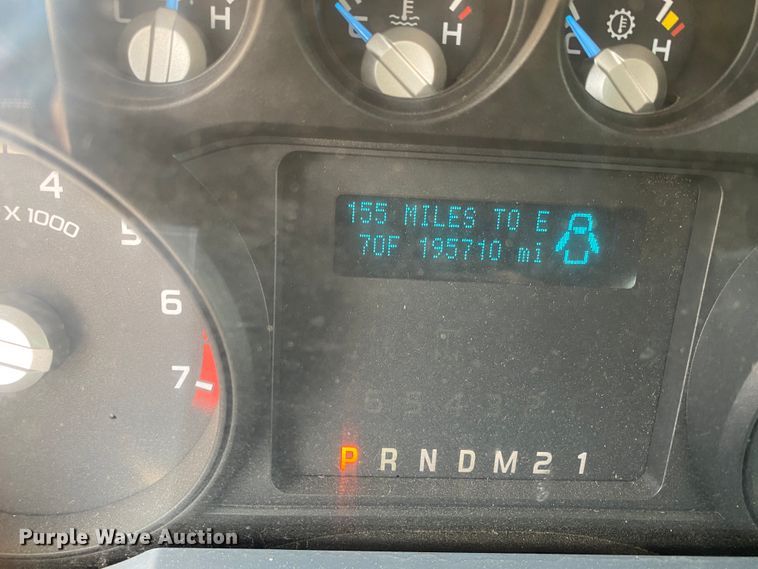 L H
C H
C H
4
X 1000
5
6
7
155 MILES TO E
70F 195710 mi
P R N D M 2 1
Purple Wave Auction